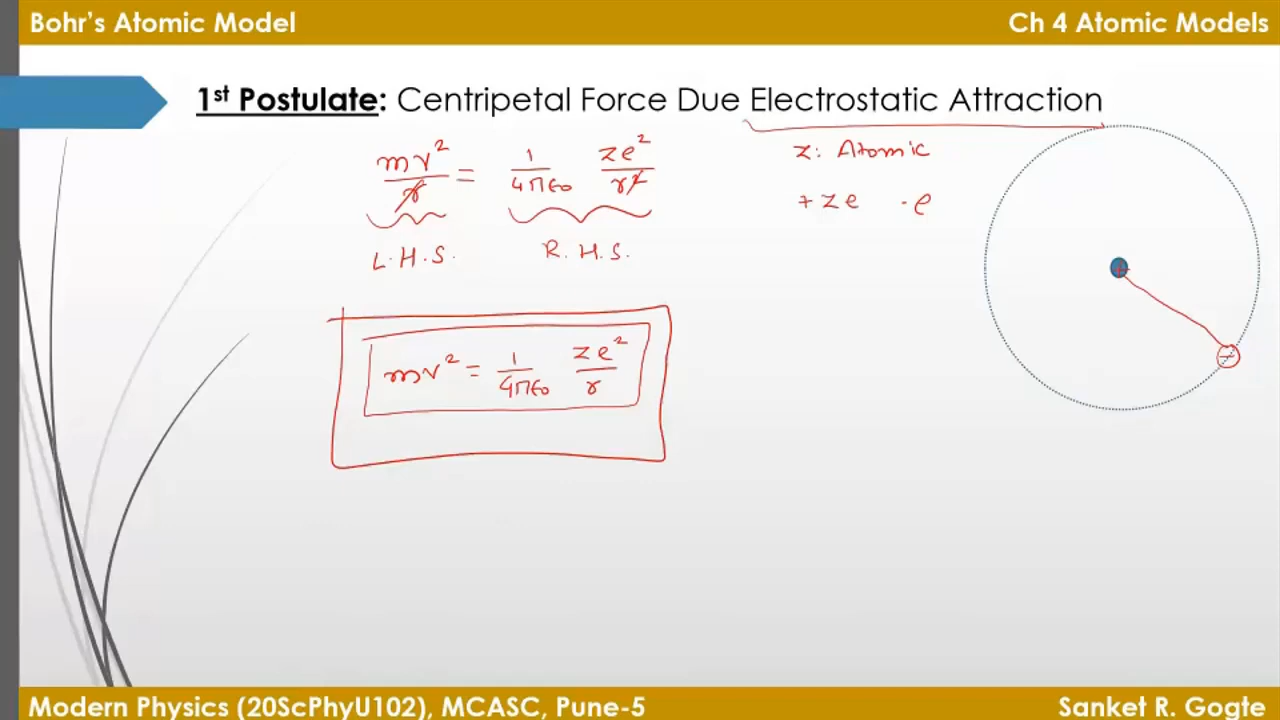 Bohr's Atomic Model
Ch 4 Atomic Models
1st Postulate: Centripetal Force Due Electrostatic Attraction
mv²/r = 1/4πε₀ ze²/r²
z: Atomic
+ze -e
L.H.S. R.H.S.
+
mv² = 1/4πε₀ ze²/r
−
Modern Physics (20ScPhyU102), MCASC, Pune-5
Sanket R. Gogte